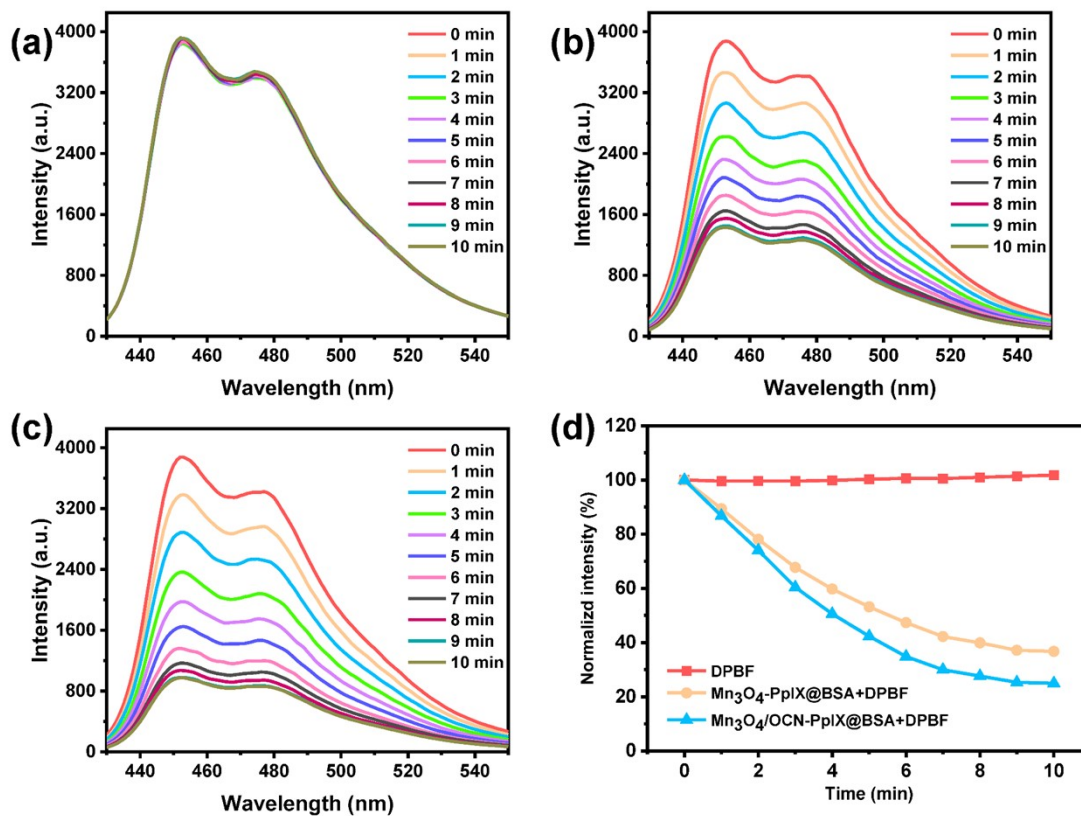 (a)
Intensity (a.u.)
4000
3200
2400
1600
800
0
440 460 480 500 520 540
Wavelength (nm)
0 min
1 min
2 min
3 min
4 min
5 min
6 min
7 min
8 min
9 min
10 min
(b)
Intensity (a.u.)
4000
3200
2400
1600
800
0
440 460 480 500 520 540
Wavelength (nm)
0 min
1 min
2 min
3 min
4 min
5 min
6 min
7 min
8 min
9 min
10 min
(c)
Intensity (a.u.)
4000
3200
2400
1600
800
0
440 460 480 500 520 540
Wavelength (nm)
0 min
1 min
2 min
3 min
4 min
5 min
6 min
7 min
8 min
9 min
10 min
(d)
Normalizd intensity (%)
120
100
80
60
40
20
0
0 2 4 6 8 10
Time (min)
DPBF
Mn₃O₄-PpIX@BSA+DPBF
Mn₃O₄/OCN-PpIX@BSA+DPBF